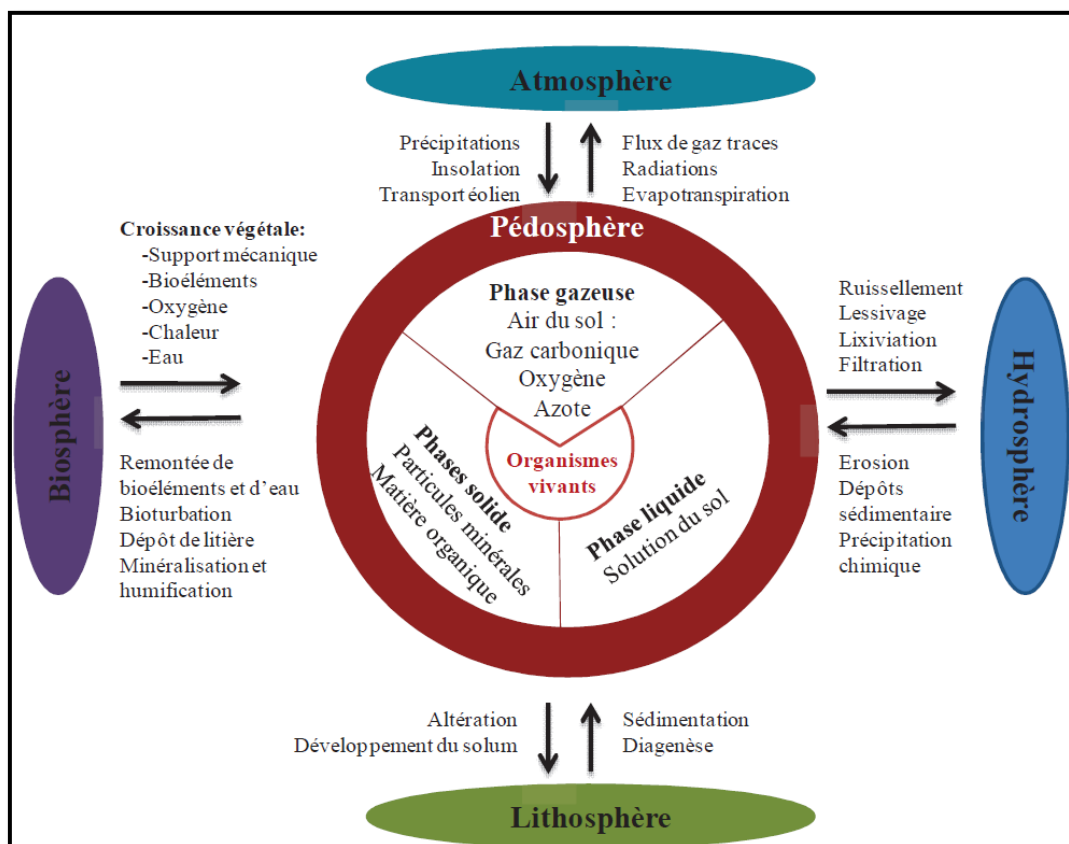 Atmosphère
Précipitations
Insolation
Transport éolien
Flux de gaz traces
Radiations
Evapotranspiration
Pédosphère
Croissance végétale:
-Support mécanique
-Bioéléments
-Oxygène
-Chaleur
-Eau
Biosphère
Remontée de
bioéléments et d’eau
Bioturbation
Dépôt de litière
Minéralisation et
humification
Phase gazeuse
Air du sol :
Gaz carbonique
Oxygène
Azote
Organismes
vivants
Phases solide
Particules minérales
Matière organique
Phase liquide
Solution du sol
Ruissellement
Lessivage
Lixiviation
Filtration
Hydrosphère
Erosion
Dépôts
sédimentaire
Précipitation
chimique
Altération
Développement du solum
Sédimentation
Diagenèse
Lithosphère